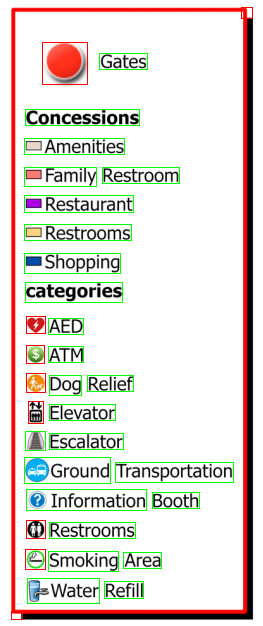 Gates
Concessions
Amenities
Family Restroom
Restaurant
Restrooms
Shopping
categories
AED
ATM
Dog Relief
Elevator
Escalator
Ground Transportation
Information Booth
Restrooms
Smoking Area
Water Refill